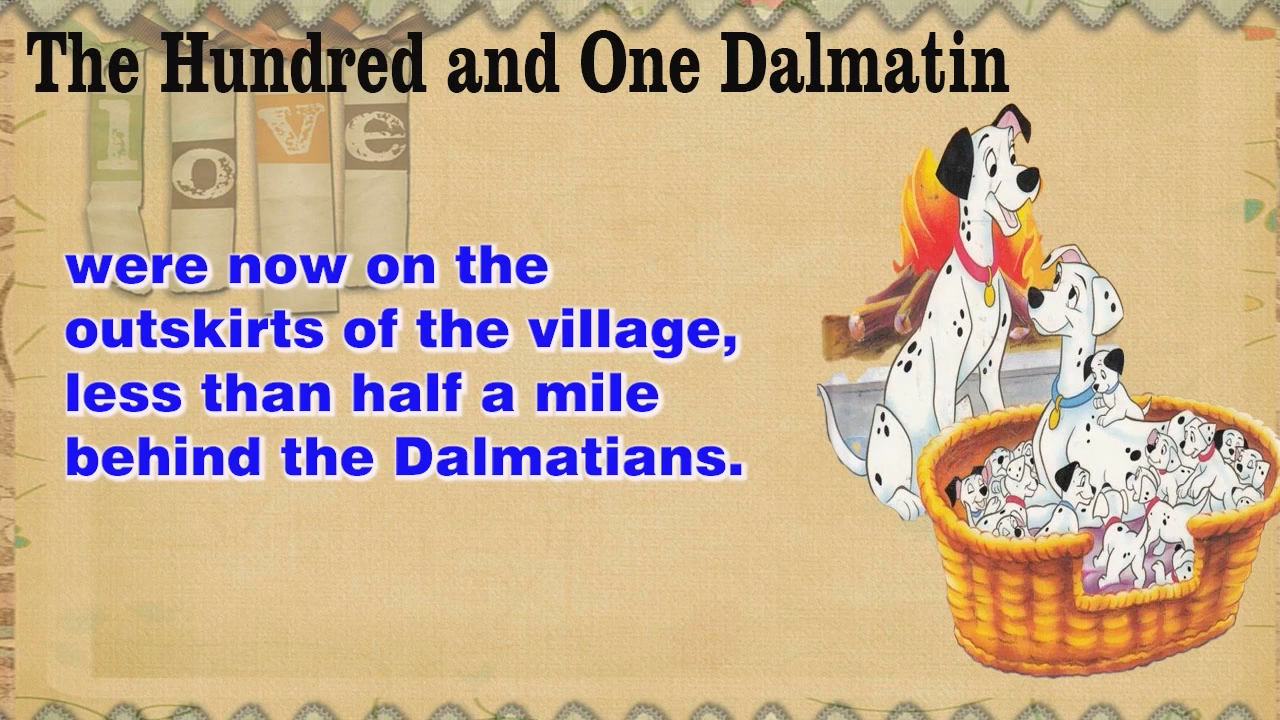 The Hundred and One Dalmatin
love
were now on the
outskirts of the village,
less than half a mile
behind the Dalmatians.